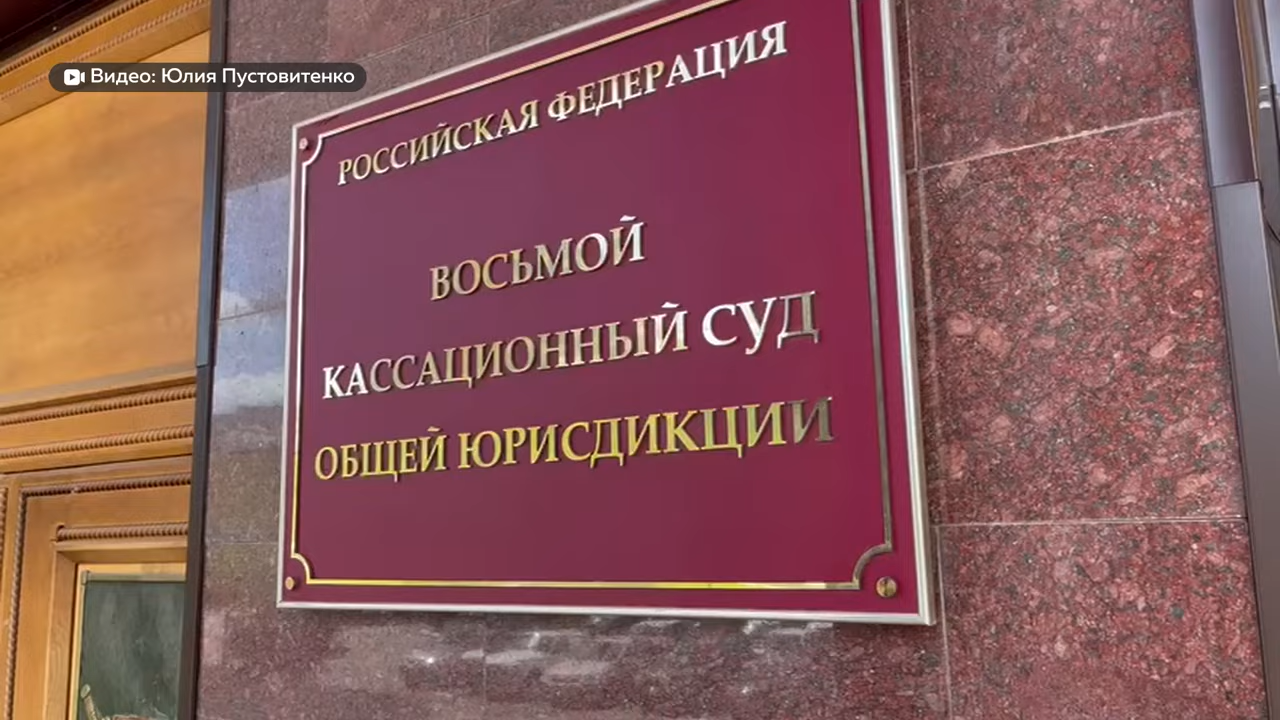 Видео: Юлия Пустовитенко
РОССИЙСКАЯ ФЕДЕРАЦИЯ
ВОСЬМОЙ
КАССАЦИОННЫЙ СУД
ОБЩЕЙ ЮРИСДИКЦИИ